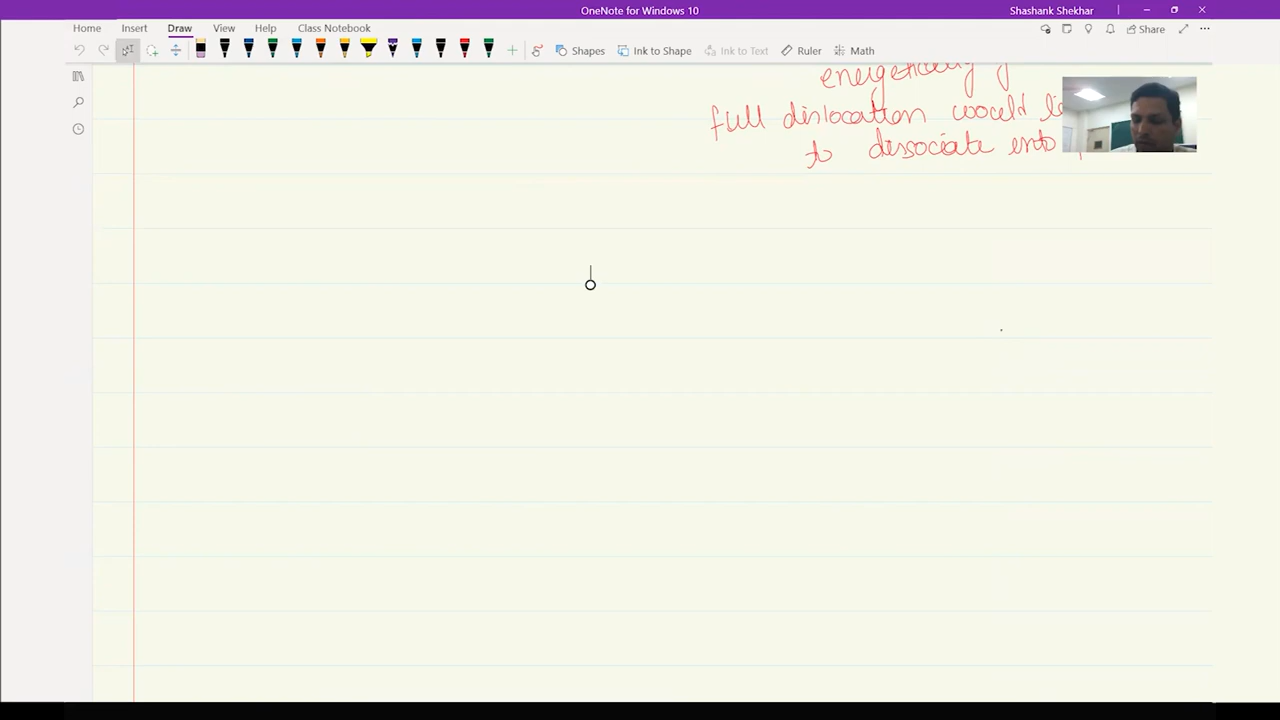 OneNote for Windows 10
Shashank Shekhar
Home Insert Draw View Help Class Notebook
Share
Shapes Ink to Shape Ink to Text Ruler Math
energetically
full dislocation would
to dissociate into